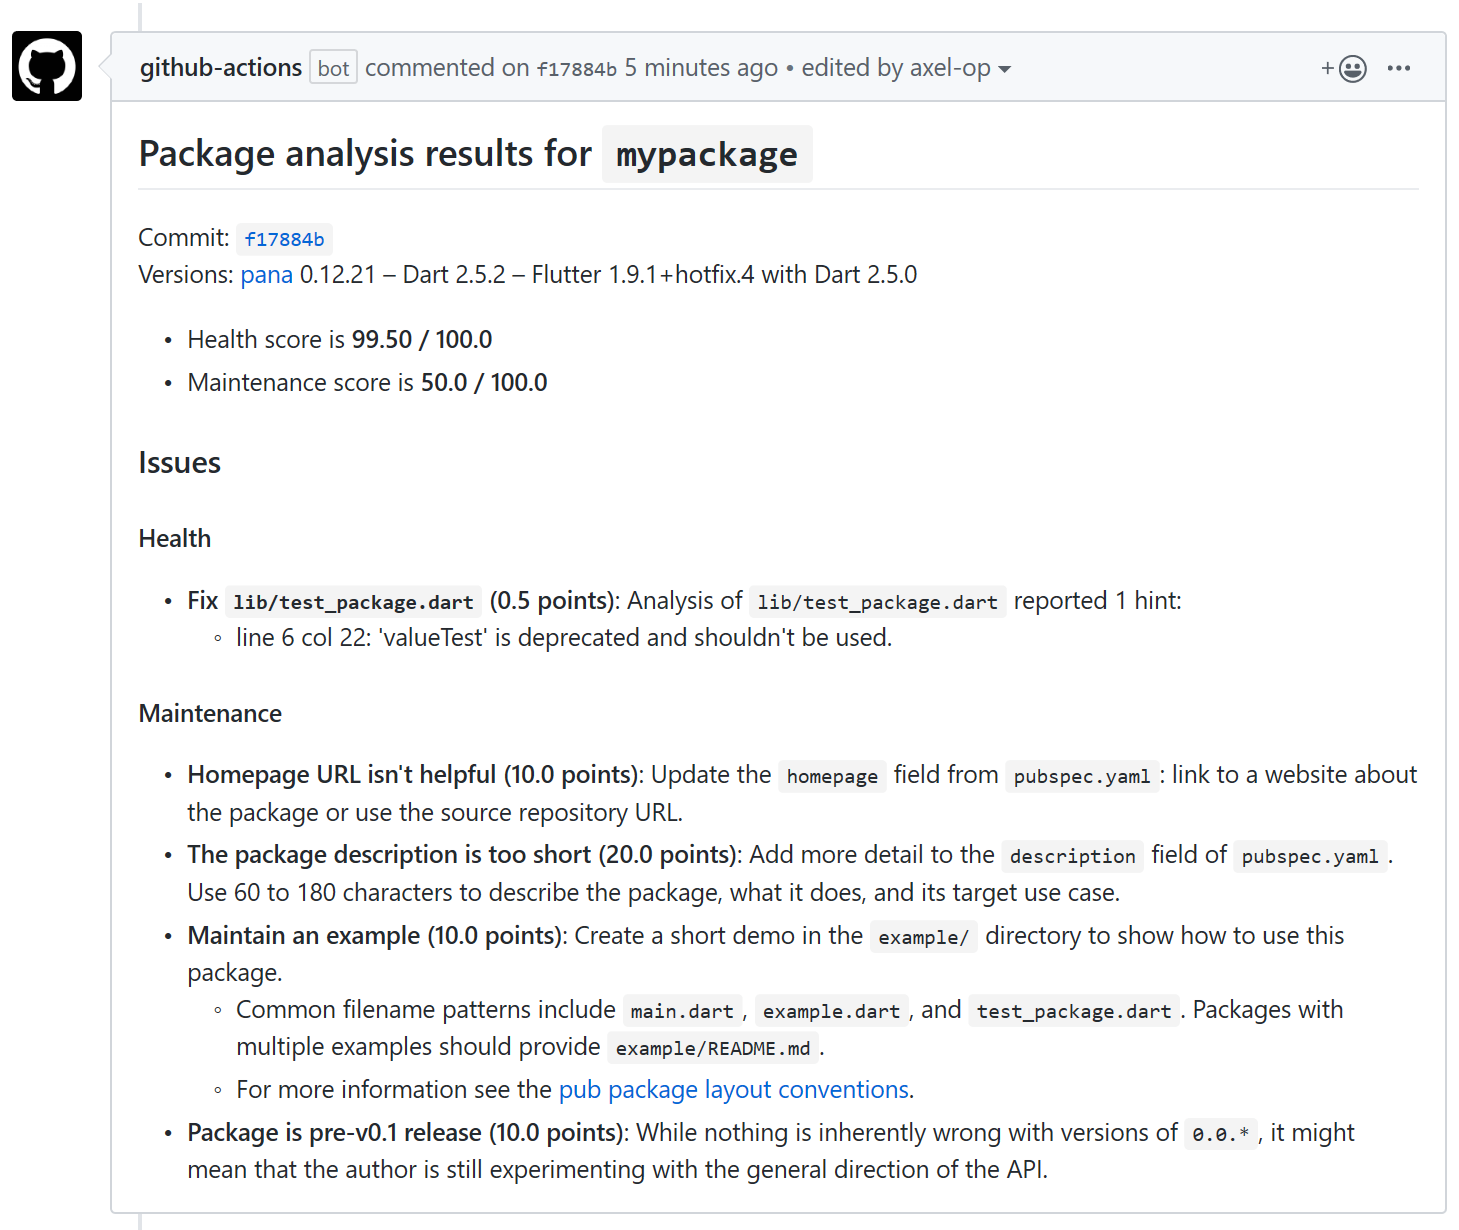 github-actions bot commented on f17884b 5 minutes ago • edited by axel-op
Package analysis results for mypackage
Commit: f17884b
Versions: pana 0.12.21 – Dart 2.5.2 – Flutter 1.9.1+hotfix.4 with Dart 2.5.0
• Health score is 99.50 / 100.0
• Maintenance score is 50.0 / 100.0
Issues
Health
• Fix lib/test_package.dart (0.5 points): Analysis of lib/test_package.dart reported 1 hint:
◦ line 6 col 22: 'valueTest' is deprecated and shouldn't be used.
Maintenance
• Homepage URL isn't helpful (10.0 points): Update the homepage field from pubspec.yaml: link to a website about
the package or use the source repository URL.
• The package description is too short (20.0 points): Add more detail to the description field of pubspec.yaml.
Use 60 to 180 characters to describe the package, what it does, and its target use case.
• Maintain an example (10.0 points): Create a short demo in the example/ directory to show how to use this
package.
◦ Common filename patterns include main.dart, example.dart, and test_package.dart. Packages with
multiple examples should provide example/README.md.
◦ For more information see the pub package layout conventions.
• Package is pre-v0.1 release (10.0 points): While nothing is inherently wrong with versions of 0.0.*, it might
mean that the author is still experimenting with the general direction of the API.